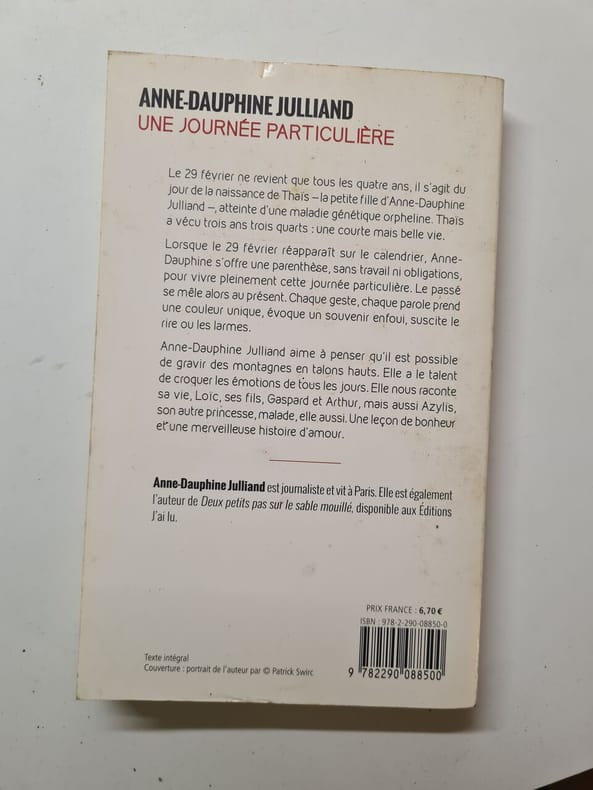 ANNE-DAUPHINE JULLIAND
UNE JOURNÉE PARTICULIÈRE
Le 29 février ne revient que tous les quatre ans, il s'agit du
jour de la naissance de Thaïs – la petite fille d'Anne-Dauphine
Julliand –, atteinte d'une maladie génétique orpheline. Thaïs
a vécu trois ans trois quarts : une courte mais belle vie.
Lorsque le 29 février réapparaît sur le calendrier, Anne-
Dauphine s'offre une parenthèse, sans travail ni obligations,
pour vivre pleinement cette journée particulière. Le passé
se mêle alors au présent. Chaque geste, chaque parole prend
une couleur unique, évoque un souvenir enfoui, suscite le
rire ou les larmes.
Anne-Dauphine Julliand aime à penser qu'il est possible
de gravir des montagnes en talons hauts. Elle a le talent
de croquer les émotions de tous les jours. Elle nous raconte
sa vie, Loïc, ses fils, Gaspard et Arthur, mais aussi Azylis,
son autre princesse, malade, elle aussi. Une leçon de bonheur
et une merveilleuse histoire d'amour.
Anne-Dauphine Julliand est journaliste et vit à Paris. Elle est également
l'auteur de Deux petits pas sur le sable mouillé, disponible aux Éditions
J'ai lu.
PRIX FRANCE : 6,70 €
ISBN : 978-2-290-08850-0
9 782290 088500
Texte intégral
Couverture : portrait de l'auteur par © Patrick Swirc